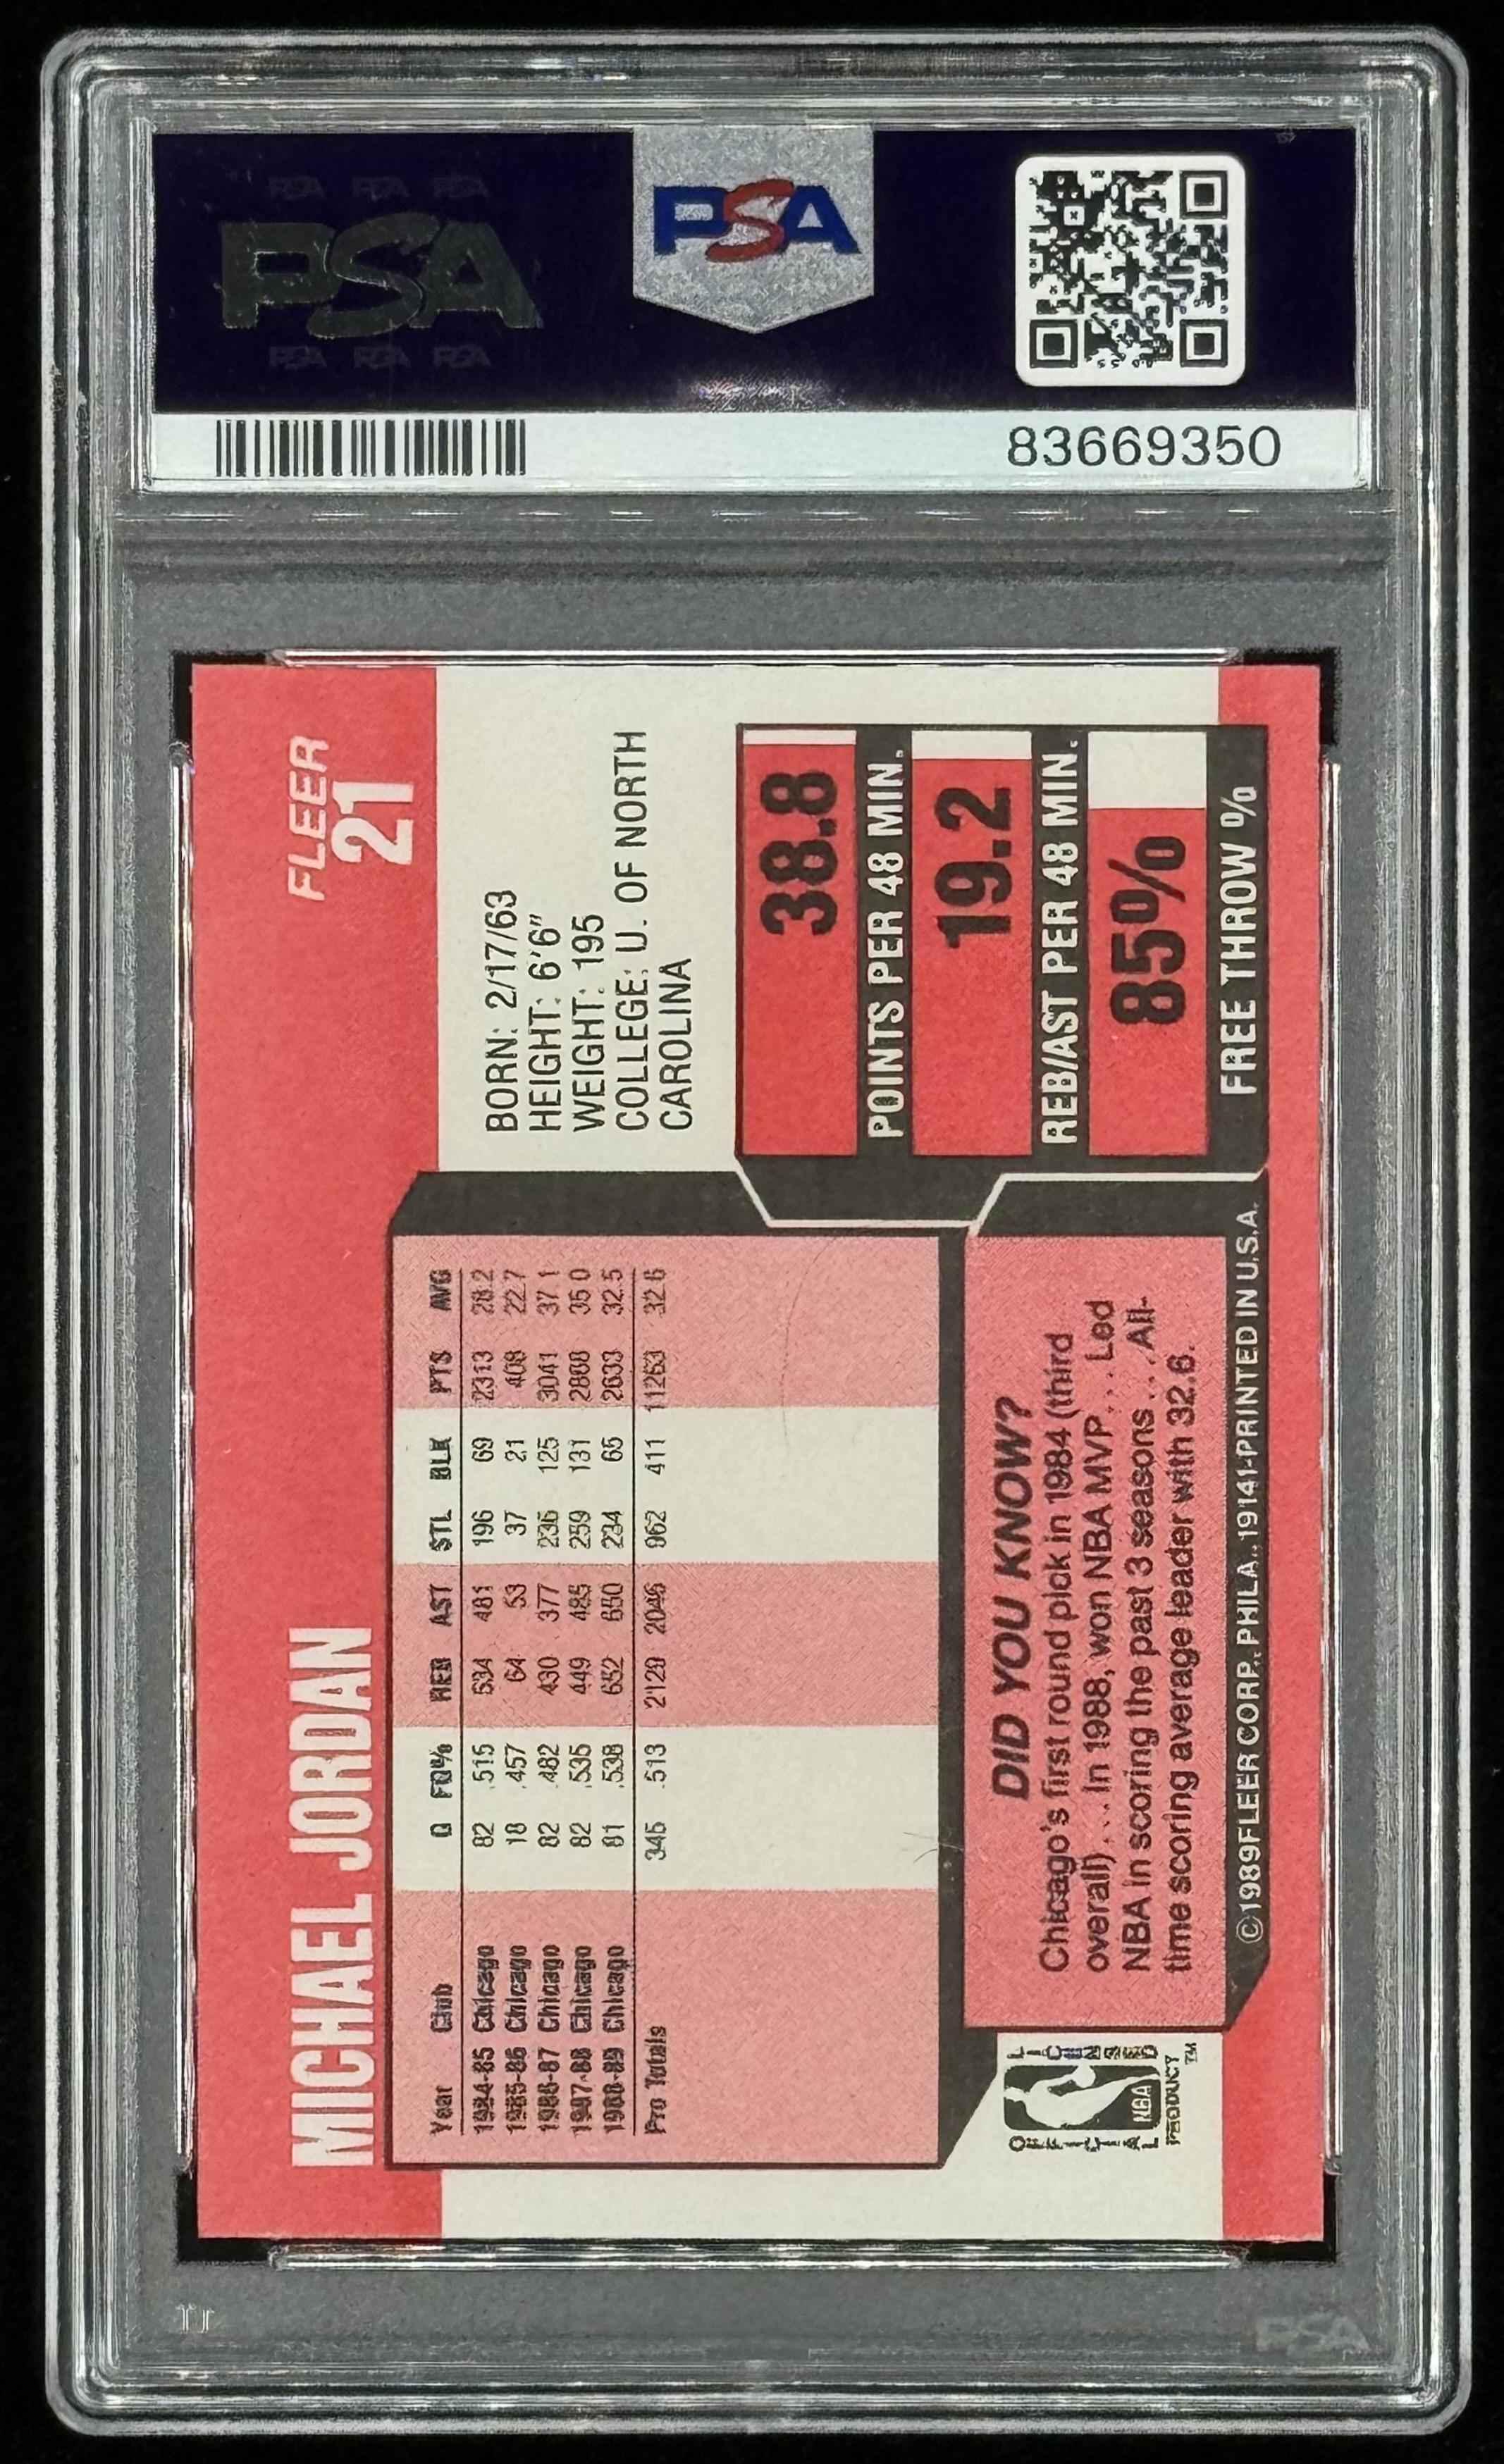 PSA PSA PSA
PSA
PSA PSA PSA
PSA
83669350
FLEER
21
MICHAEL JORDAN
BORN: 2/17/63
HEIGHT: 6'6"
WEIGHT: 195
COLLEGE: U. OF NORTH
CAROLINA
Year Club G FG% REB AST STL BLK PTS AVG
1984-85 Chicago 82 .515 534 481 196 69 2313 28.2
1985-86 Chicago 18 .457 64 53 37 21 408 22.7
1986-87 Chicago 82 .482 430 377 236 125 3041 37.1
1987-88 Chicago 82 .535 449 485 259 131 2868 35.0
1988-89 Chicago 81 .538 652 650 234 65 2633 32.5
Pro Totals 345 .513 2129 2046 962 411 11263 32.6
38.8
POINTS PER 48 MIN.
19.2
REB/AST PER 48 MIN.
85%
FREE THROW %
DID YOU KNOW?
Chicago's first round pick in 1984 (third
overall)... In 1988, won NBA MVP... Led
NBA in scoring the past 3 seasons... All-
time scoring average leader with 32.6.
OFFICIAL NBA LICENSED
PRODUCT TM
©1989 FLEER CORP., PHILA., 19141-PRINTED IN U.S.A.
PSA